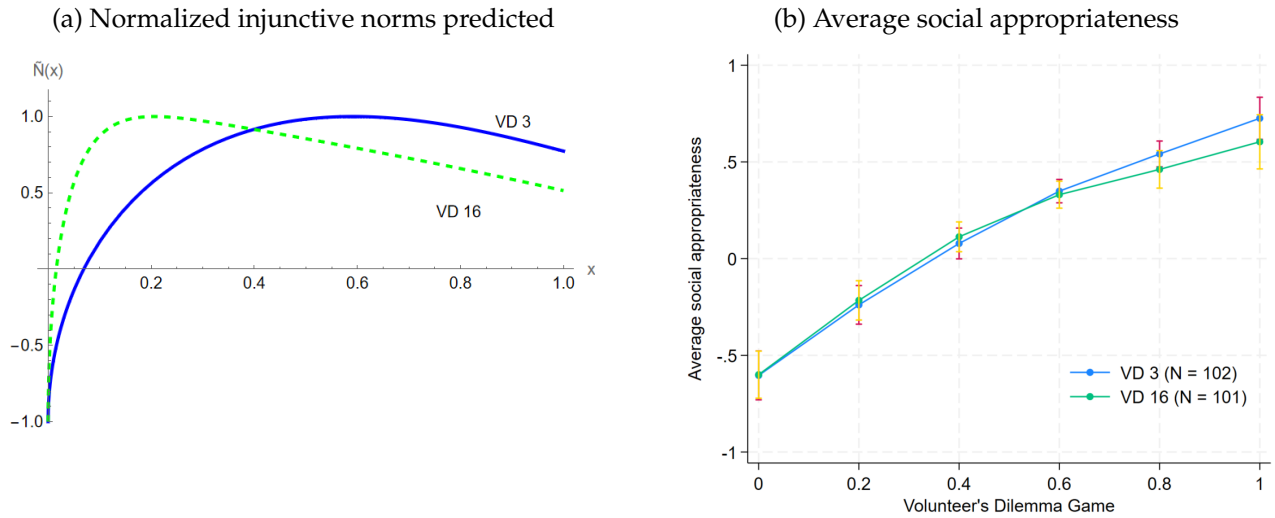 (a) Normalized injunctive norms predicted
Ñ(x)
1.0
0.5
−0.5
−1.0
0.2
0.4
0.6
0.8
1.0
x
VD 3
VD 16
(b) Average social appropriateness
Average social appropriateness
1
.5
0
-.5
-1
VD 3 (N = 102)
VD 16 (N = 101)
0
0.2
0.4
0.6
0.8
1
Volunteer's Dilemma Game